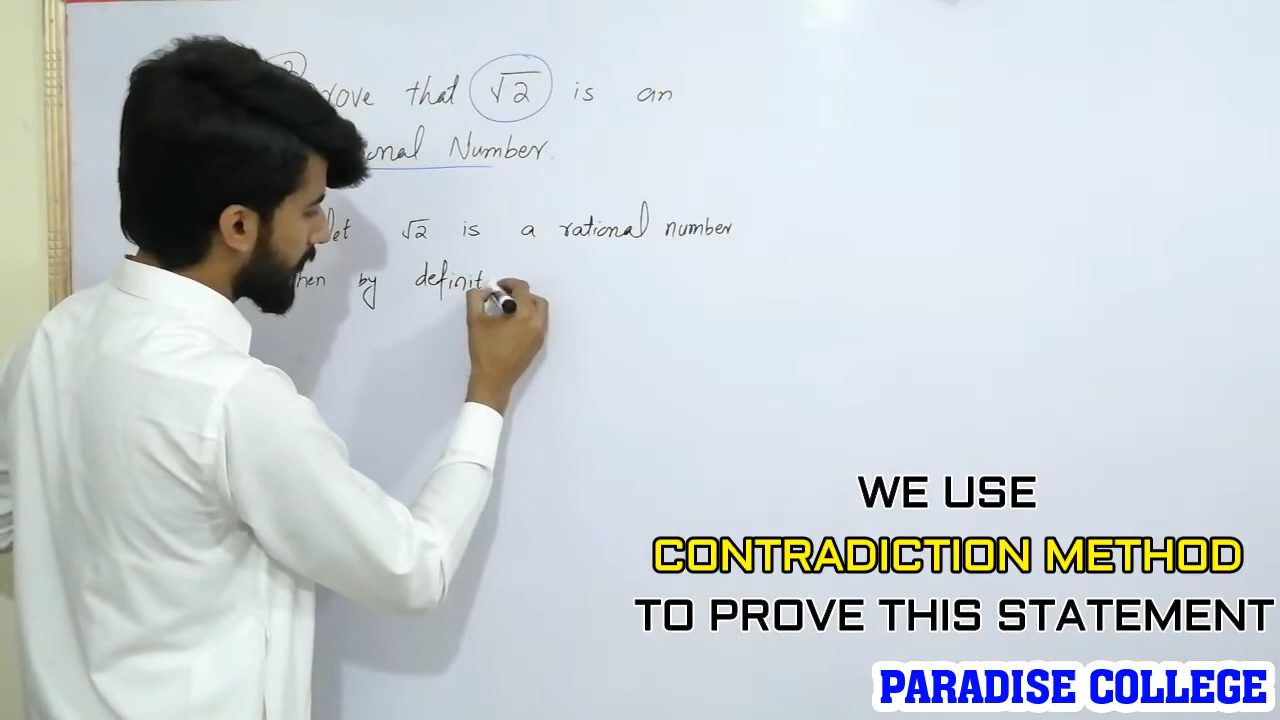 rove that √2 is an
onal Number.
let √2 is a rational number
hen by definit
WE USE
CONTRADICTION METHOD
TO PROVE THIS STATEMENT
PARADISE COLLEGE